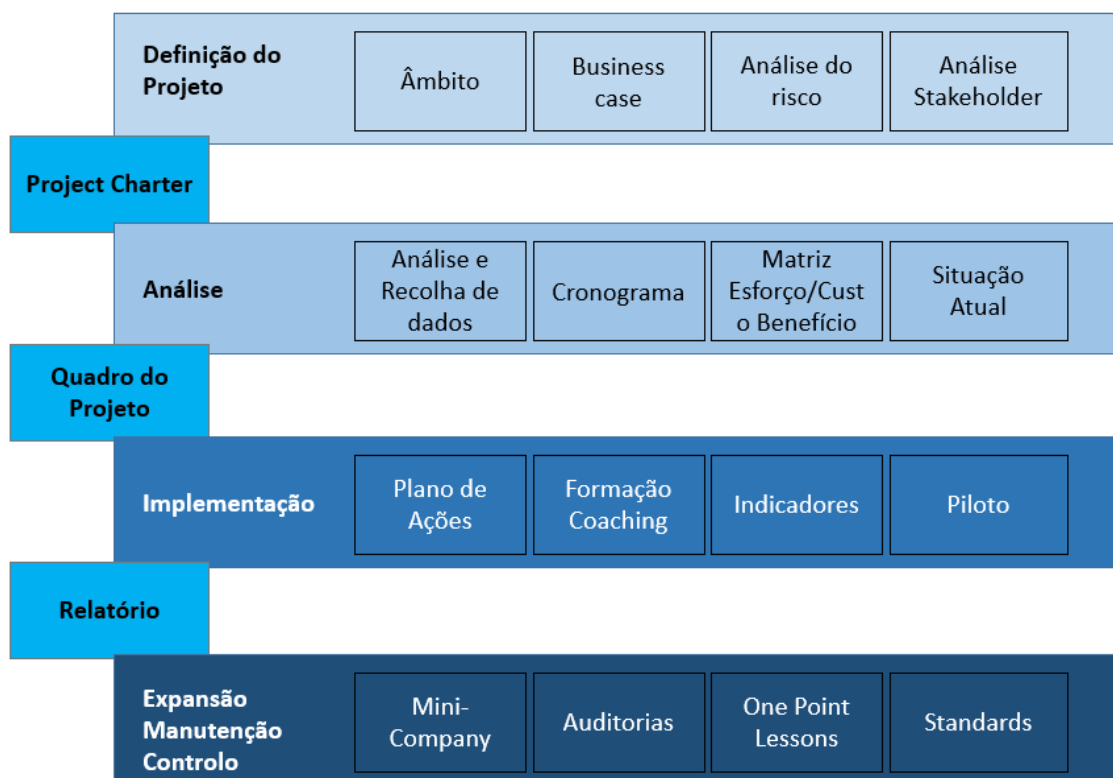 Definição do
Projeto
Âmbito
Business
case
Análise do
risco
Análise
Stakeholder
Project Charter
Análise
Análise e
Recolha de
dados
Cronograma
Matriz
Esforço/Cust
o Benefício
Situação
Atual
Quadro do
Projeto
Implementação
Plano de
Ações
Formação
Coaching
Indicadores
Piloto
Relatório
Expansão
Manutenção
Controlo
Mini-
Company
Auditorias
One Point
Lessons
Standards